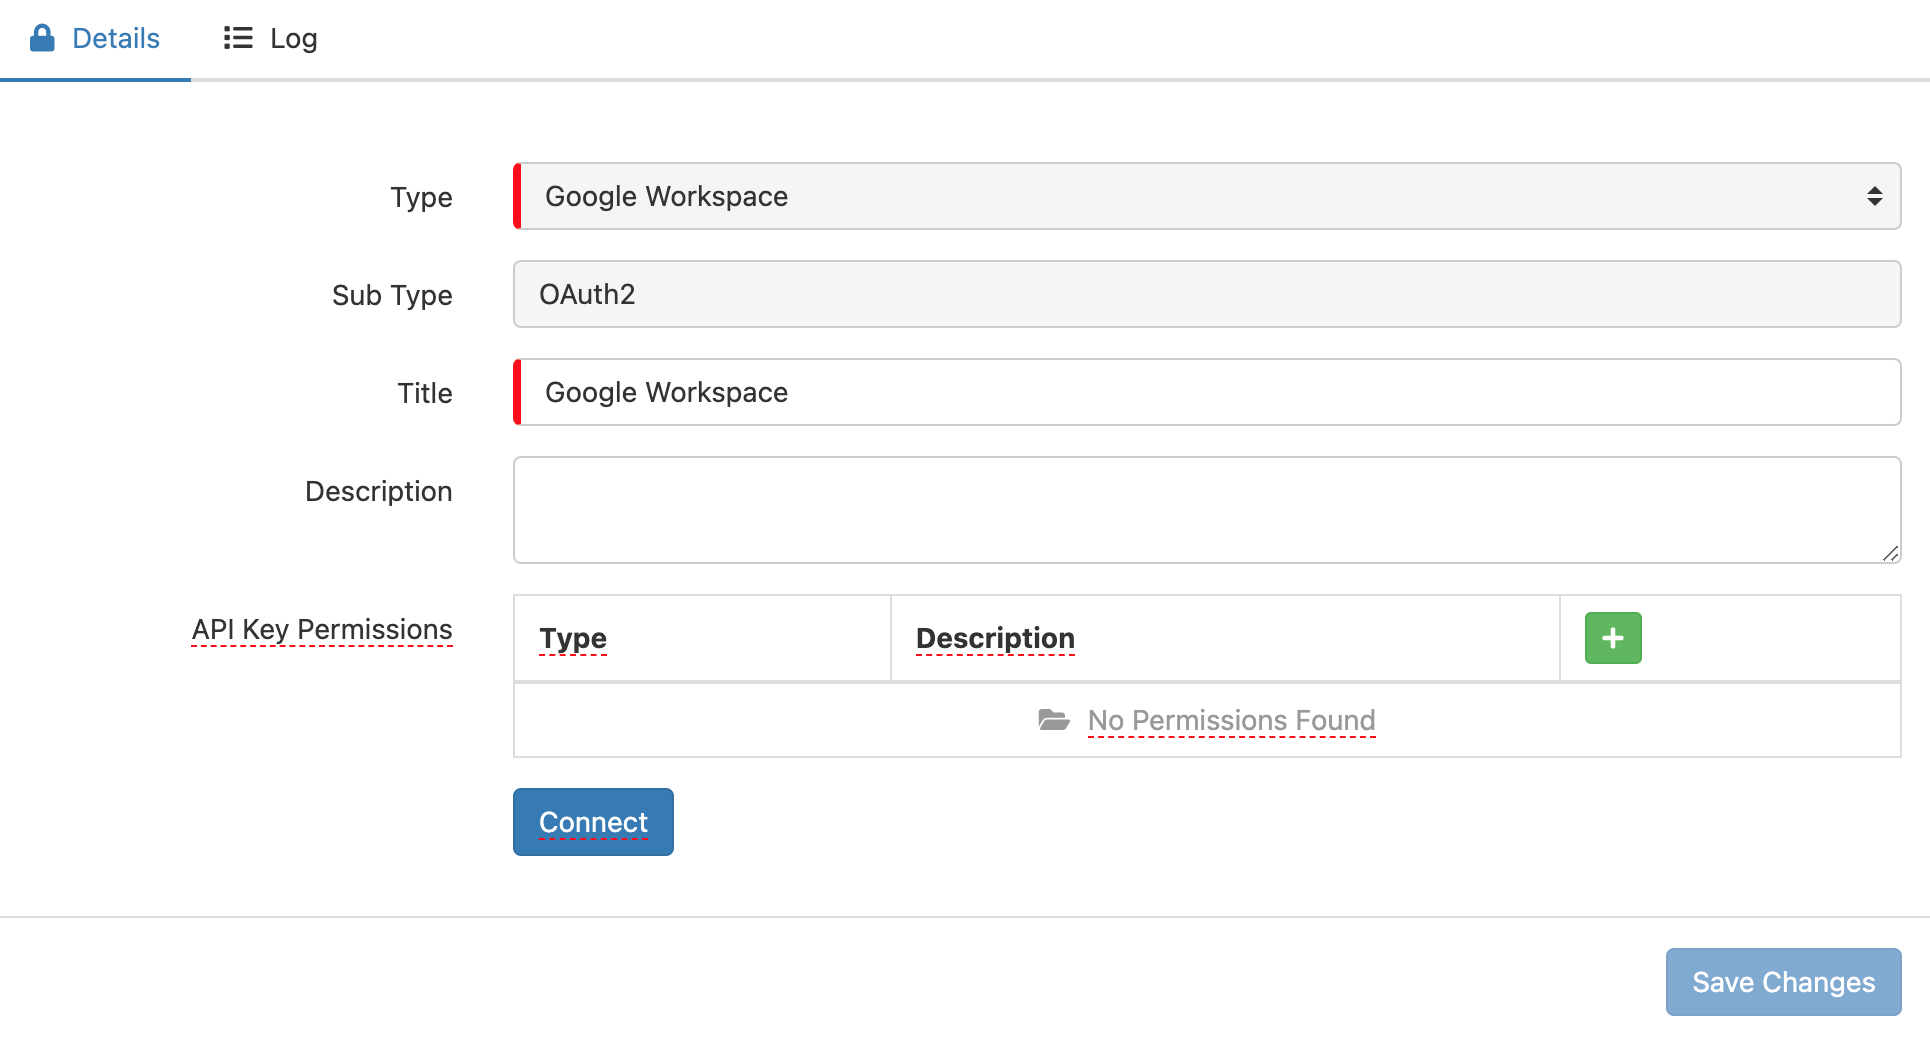 Details Log
Type Google Workspace
Sub Type OAuth2
Title Google Workspace
Description
API Key Permissions Type Description
No Permissions Found
Connect
Save Changes